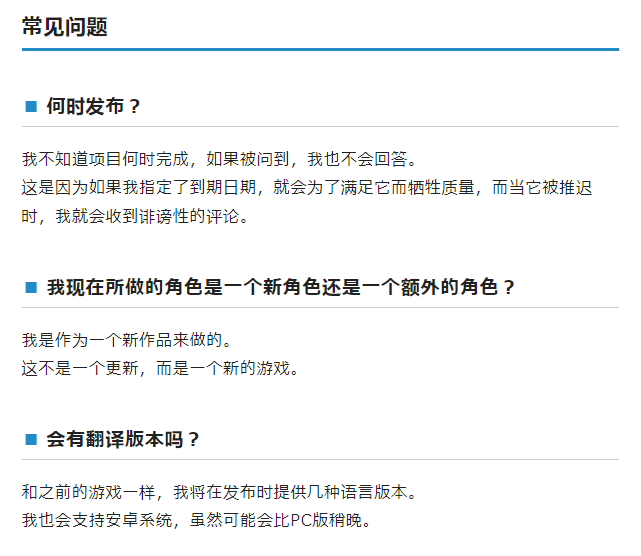 常见问题
■ 何时发布？
我不知道项目何时完成，如果被问到，我也不会回答。
这是因为如果我指定了到期日期，就会为了满足它而牺牲质量，而当它被推迟
时，我就会收到诽谤性的评论。
■ 我现在所做的角色是一个新角色还是一个额外的角色？
我是作为一个新作品来做的。
这不是一个更新，而是一个新的游戏。
■ 会有翻译版本吗？
和之前的游戏一样，我将在发布时提供几种语言版本。
我也会支持安卓系统，虽然可能会比PC版稍晚。